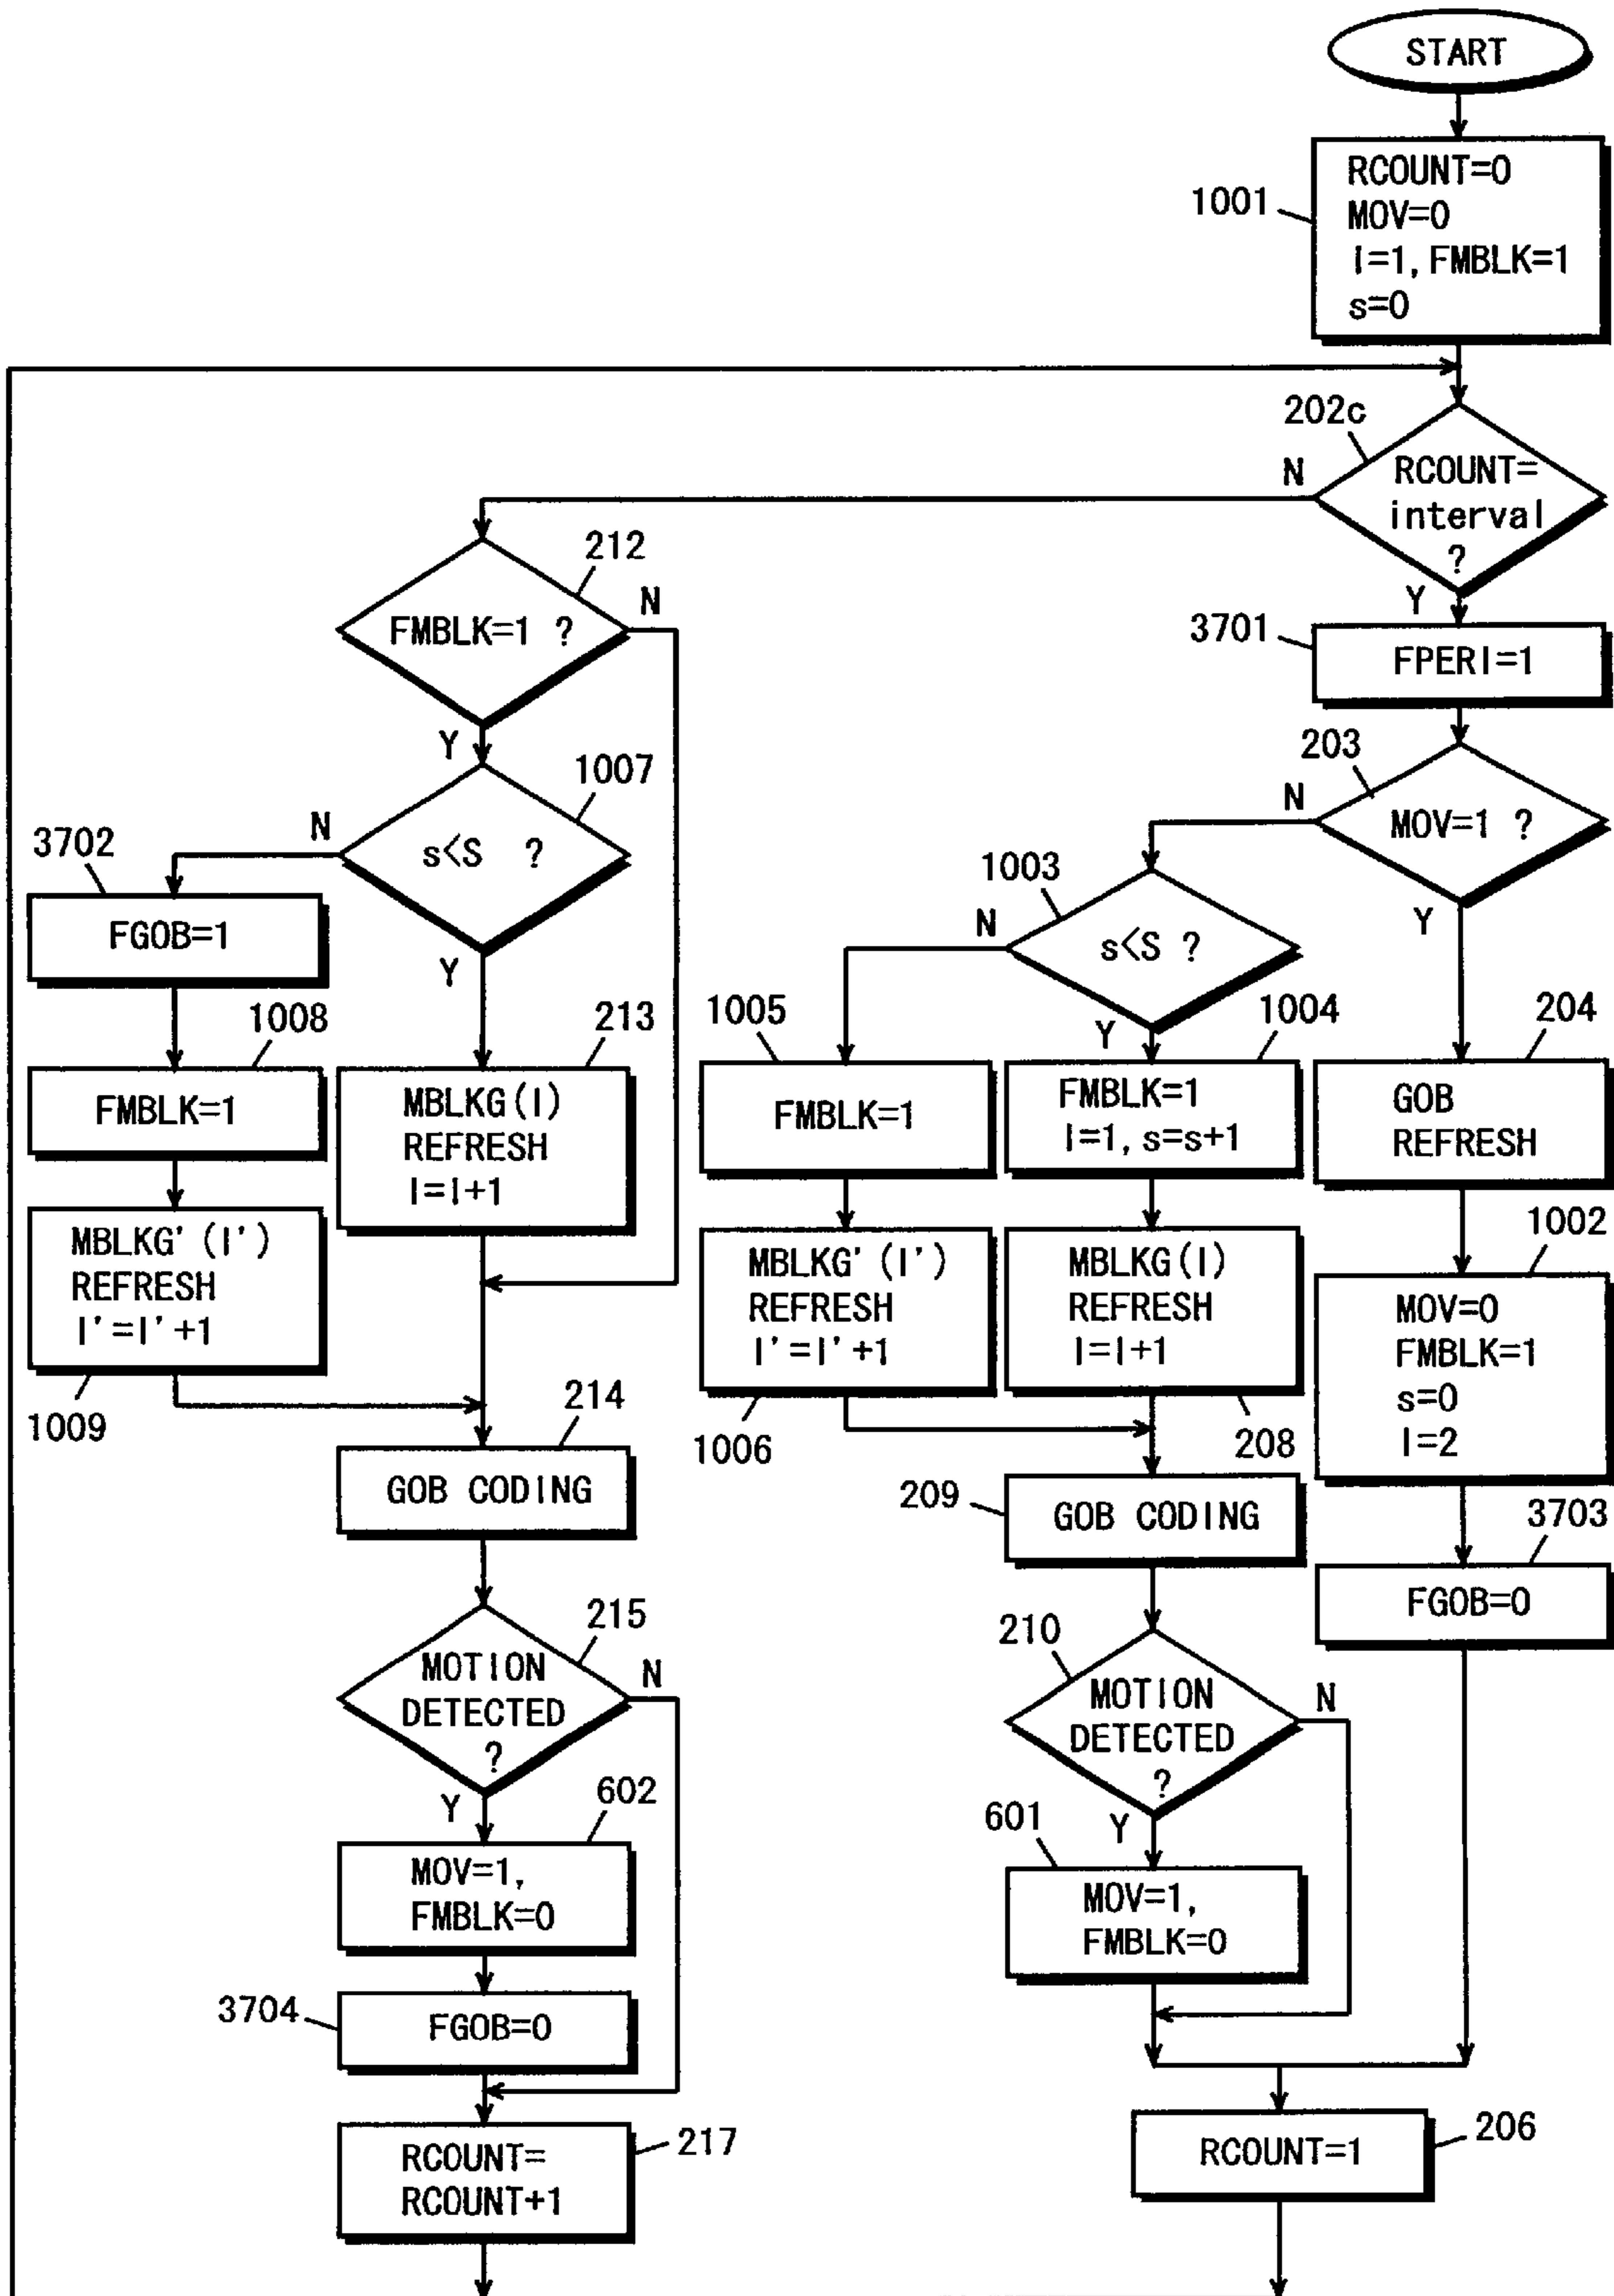 START
1001
RCOUNT=0
MOV=0
I=1, FMBLK=1
s=0
202c
N
RCOUNT=
interval
?
Y
212
N
FMBLK=1 ?
Y
3701
FPERI=1
203
N
MOV=1 ?
Y
1007
N
s<S ?
Y
3702
FGOB=1
1003
N
s<S ?
Y
1008
FMBLK=1
213
MBLKG(I)
REFRESH
I=I+1
1005
FMBLK=1
1004
FMBLK=1
I=1, s=s+1
204
GOB
REFRESH
MBLKG'(I')
REFRESH
I'=I'+1
1009
MBLKG'(I')
REFRESH
I'=I'+1
1006
MBLKG(I)
REFRESH
I=I+1
208
1002
MOV=0
FMBLK=1
s=0
I=2
214
GOB CODING
209
GOB CODING
3703
FGOB=0
215
MOTION
DETECTED
?
N
Y
210
MOTION
DETECTED
?
N
Y
602
MOV=1,
FMBLK=0
601
MOV=1,
FMBLK=0
3704
FGOB=0
217
RCOUNT=
RCOUNT+1
206
RCOUNT=1